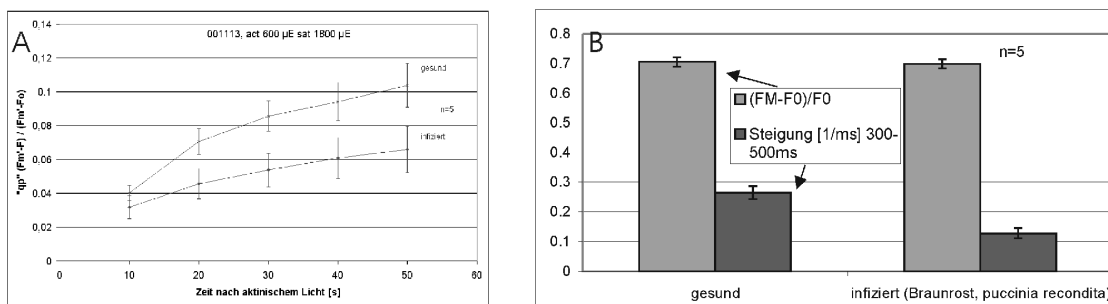 A
001113, act 600 µE sat 1800 µE
"qp" (Fm'-F) / (Fm'-Fo)
0,14
0,12
0,1
0,08
0,06
0,04
0,02
0
gesund
n=5
infiziert
0 10 20 30 40 50 60
Zeit nach aktinischem Licht [s]
B
n=5
0.8
0.7
0.6
0.5
0.4
0.3
0.2
0.1
0
(FM-F0)/F0
Steigung [1/ms] 300-
500ms
gesund infiziert (Braunrost, puccinia recondita)